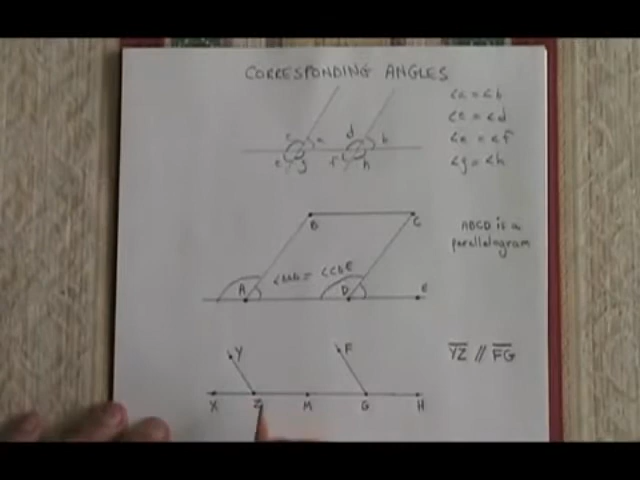 CORRESPONDING ANGLES
∠a = ∠b
∠c = ∠d
∠e = ∠f
∠g = ∠h
c a d b
e g f h
B C
ABCD is a
parallelogram
∠BAD = ∠CDE
A D E
Y F
YZ // FG
X Z M G H